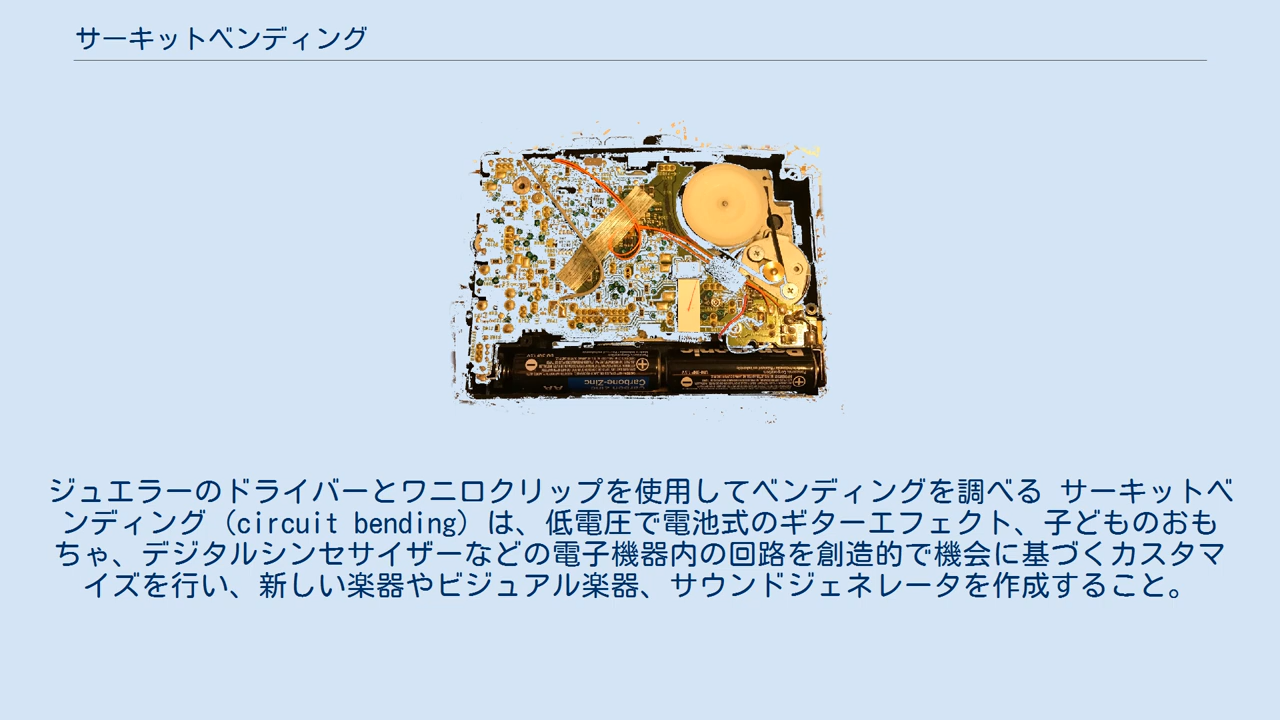 サーキットベンディング
Carbone-Zinc
AA
Panasonic
ジュエラーのドライバーとワニ口クリップを使用してベンディングを調べる サーキットベ
ンディング (circuit bending) は、低電圧で電池式のギターエフェクト、子どものおも
ちゃ、デジタルシンセサイザーなどの電子機器内の回路を創造的で機会に基づくカスタマ
イズを行い、新しい楽器やビジュアル楽器、サウンドジェネレータを作成すること。